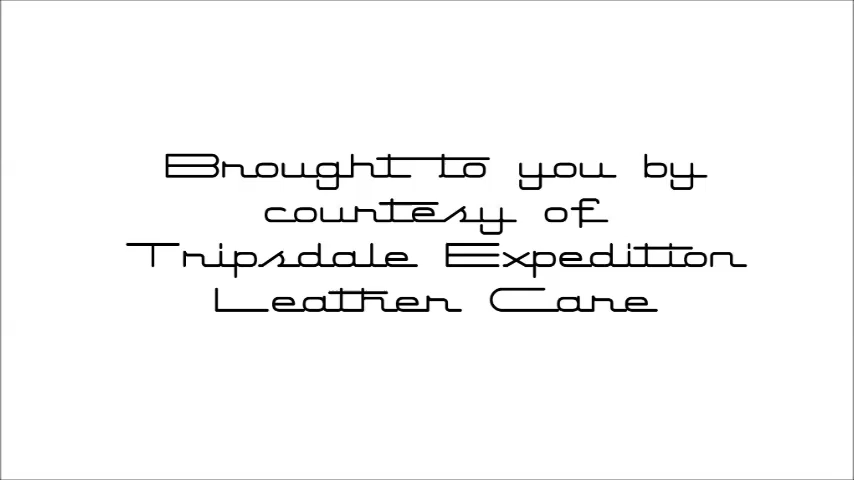 Brought to you by
courtesy of
Tripsdale Expedition
Leather Care